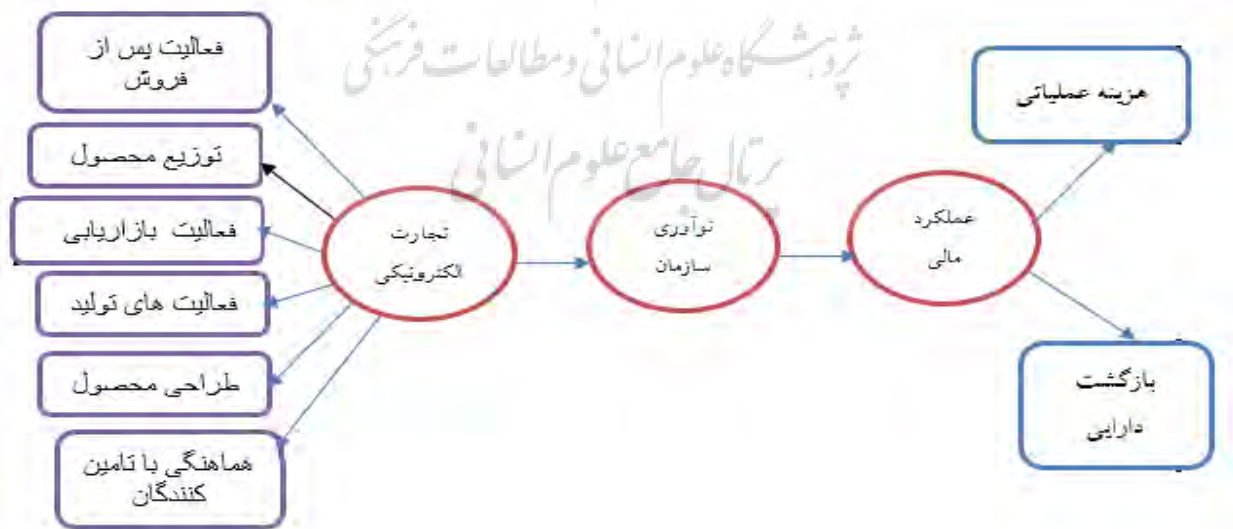 پژوهشگاه علوم انسانی و مطالعات فرهنگی
پرتال جامع علوم انسانی
هزینه عملیاتی
عملکرد
مالی
بازگشت
دارایی
نوآوری
سازمان
تجارت
الکترونیکی
فعالیت پس از
فروش
توزیع محصول
فعالیت بازاریابی
فعالیت های تولید
طراحی محصول
هماهنگی با تامین
کنندگان